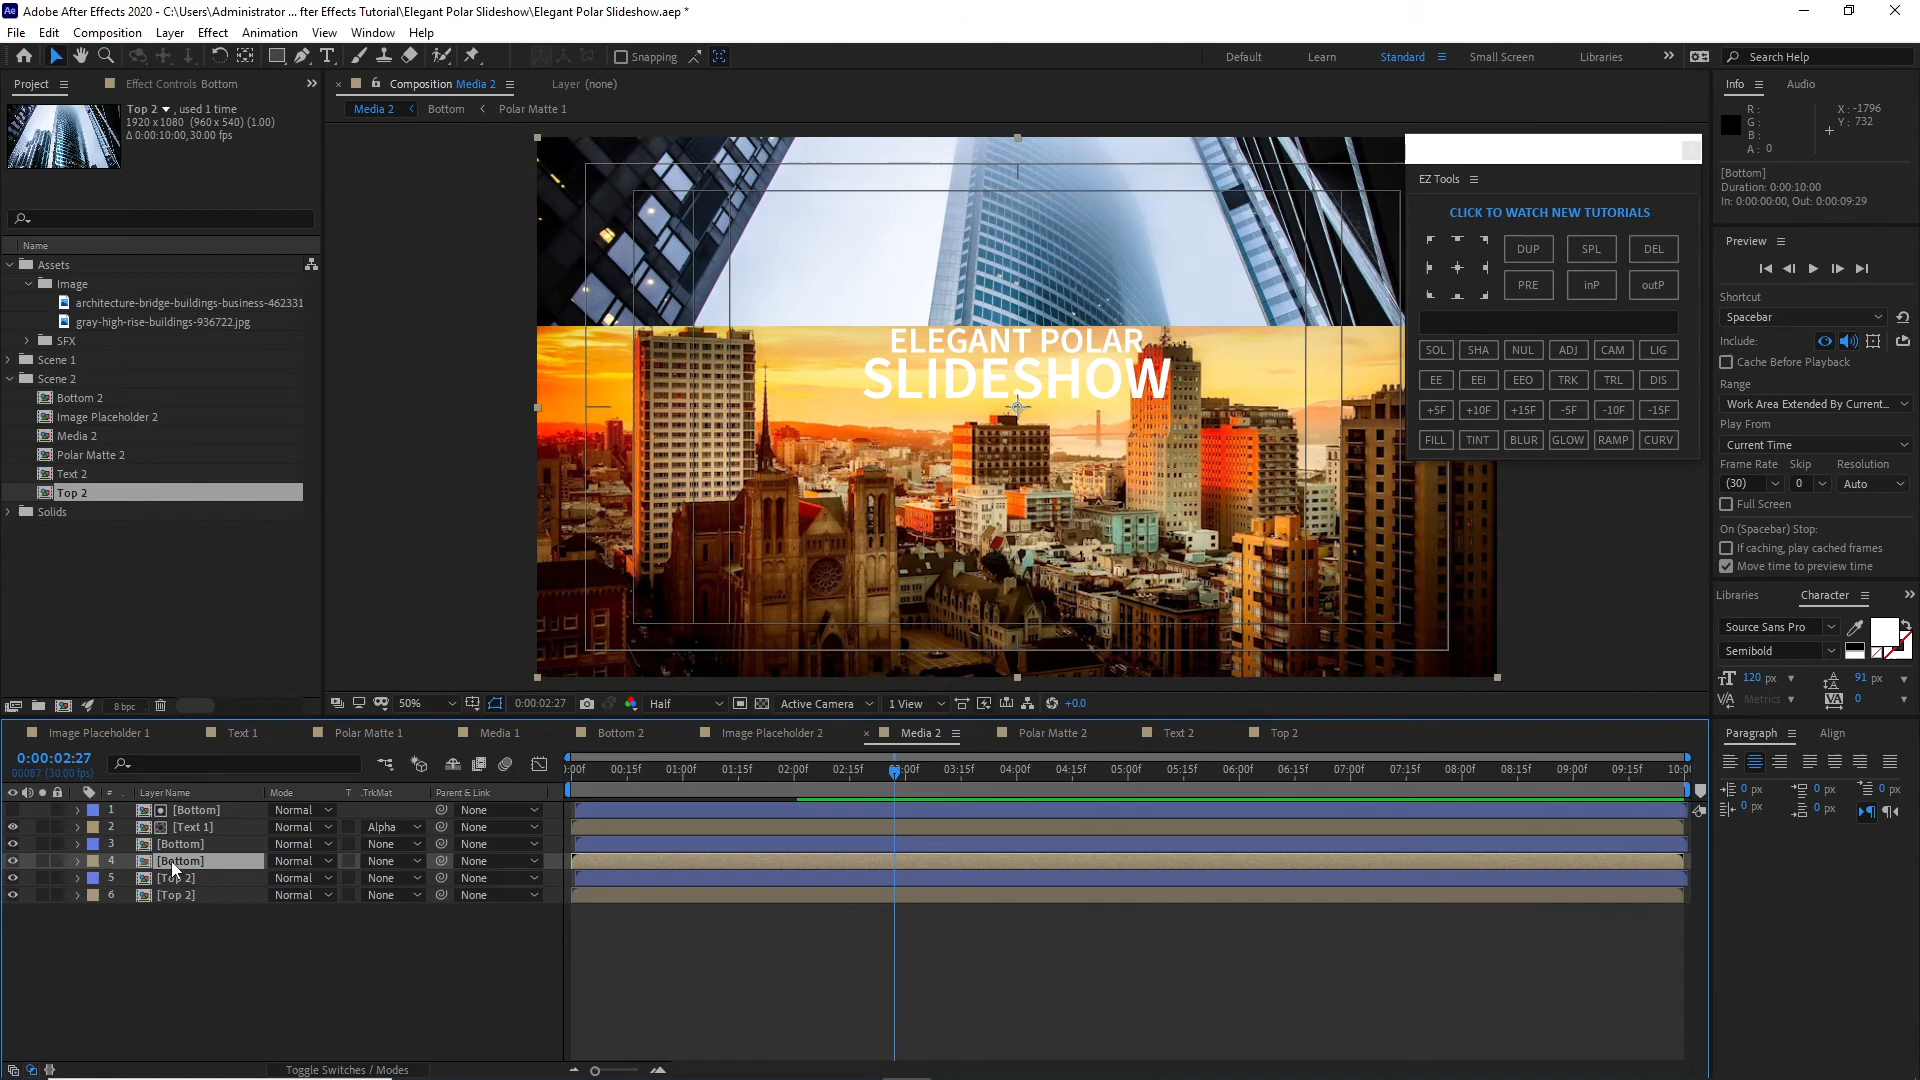 Adobe After Effects 2020 - C:\Users\Administrator ... fter Effects Tutorial\Elegant Polar Slideshow\Elegant Polar Slideshow.aep *
File Edit Composition Layer Effect Animation View Window Help
Snapping
Default Learn Standard Small Screen Libraries Search Help
Project Effect Controls Bottom
Top 2 , used 1 time
1920 x 1080 (960 x 540) (1.00)
Δ 0:00:10:00, 30.00 fps
Name
Assets
Image
architecture-bridge-buildings-business-462331
gray-high-rise-buildings-936722.jpg
SFX
Scene 1
Scene 2
Bottom 2
Image Placeholder 2
Media 2
Polar Matte 2
Text 2
Top 2
Solids
8 bpc
Composition Media 2 Layer (none)
Media 2 Bottom Polar Matte 1
ELEGANT POLAR
SLIDESHOW
EZ Tools
CLICK TO WATCH NEW TUTORIALS
DUP SPL DEL
PRE inP outP
SOL SHA NUL ADJ CAM LIG
EE EEI EEO TRK TRL DIS
+5F +10F +15F -5F -10F -15F
FILL TINT BLUR GLOW RAMP CURV
50% 0:00:02:27 Half Active Camera 1 View +0.0
Info Audio
R :
G :
B :
A : 0
X : -1796
Y : 732
[Bottom]
Duration: 0:00:10:00
In: 0:00:00:00, Out: 0:00:09:29
Preview
Shortcut
Spacebar
Include:
Cache Before Playback
Range
Work Area Extended By Current...
Play From
Current Time
Frame Rate Skip Resolution
(30) 0 Auto
Full Screen
On (Spacebar) Stop:
If caching, play cached frames
Move time to preview time
Libraries Character
Source Sans Pro
Semibold
120 px 91 px
Metrics 0
Paragraph Align
0 px 0 px 0 px
0 px 0 px
Image Placeholder 1 Text 1 Polar Matte 1 Media 1 Bottom 2 Image Placeholder 2 Media 2 Polar Matte 2 Text 2 Top 2
0:00:02:27
00087 (30.00 fps)
:00f 00:15f 01:00f 01:15f 02:00f 02:15f 03:00f 03:15f 04:00f 04:15f 05:00f 05:15f 06:00f 06:15f 07:00f 07:15f 08:00f 08:15f 09:00f 09:15f 10:00
# Layer Name Mode T .TrkMat Parent & Link
1 [Bottom] Normal None
2 [Text 1] Normal Alpha None
3 [Bottom] Normal None None
4 [Bottom] Normal None None
5 [Top 2] Normal None None
6 [Top 2] Normal None None
Toggle Switches / Modes